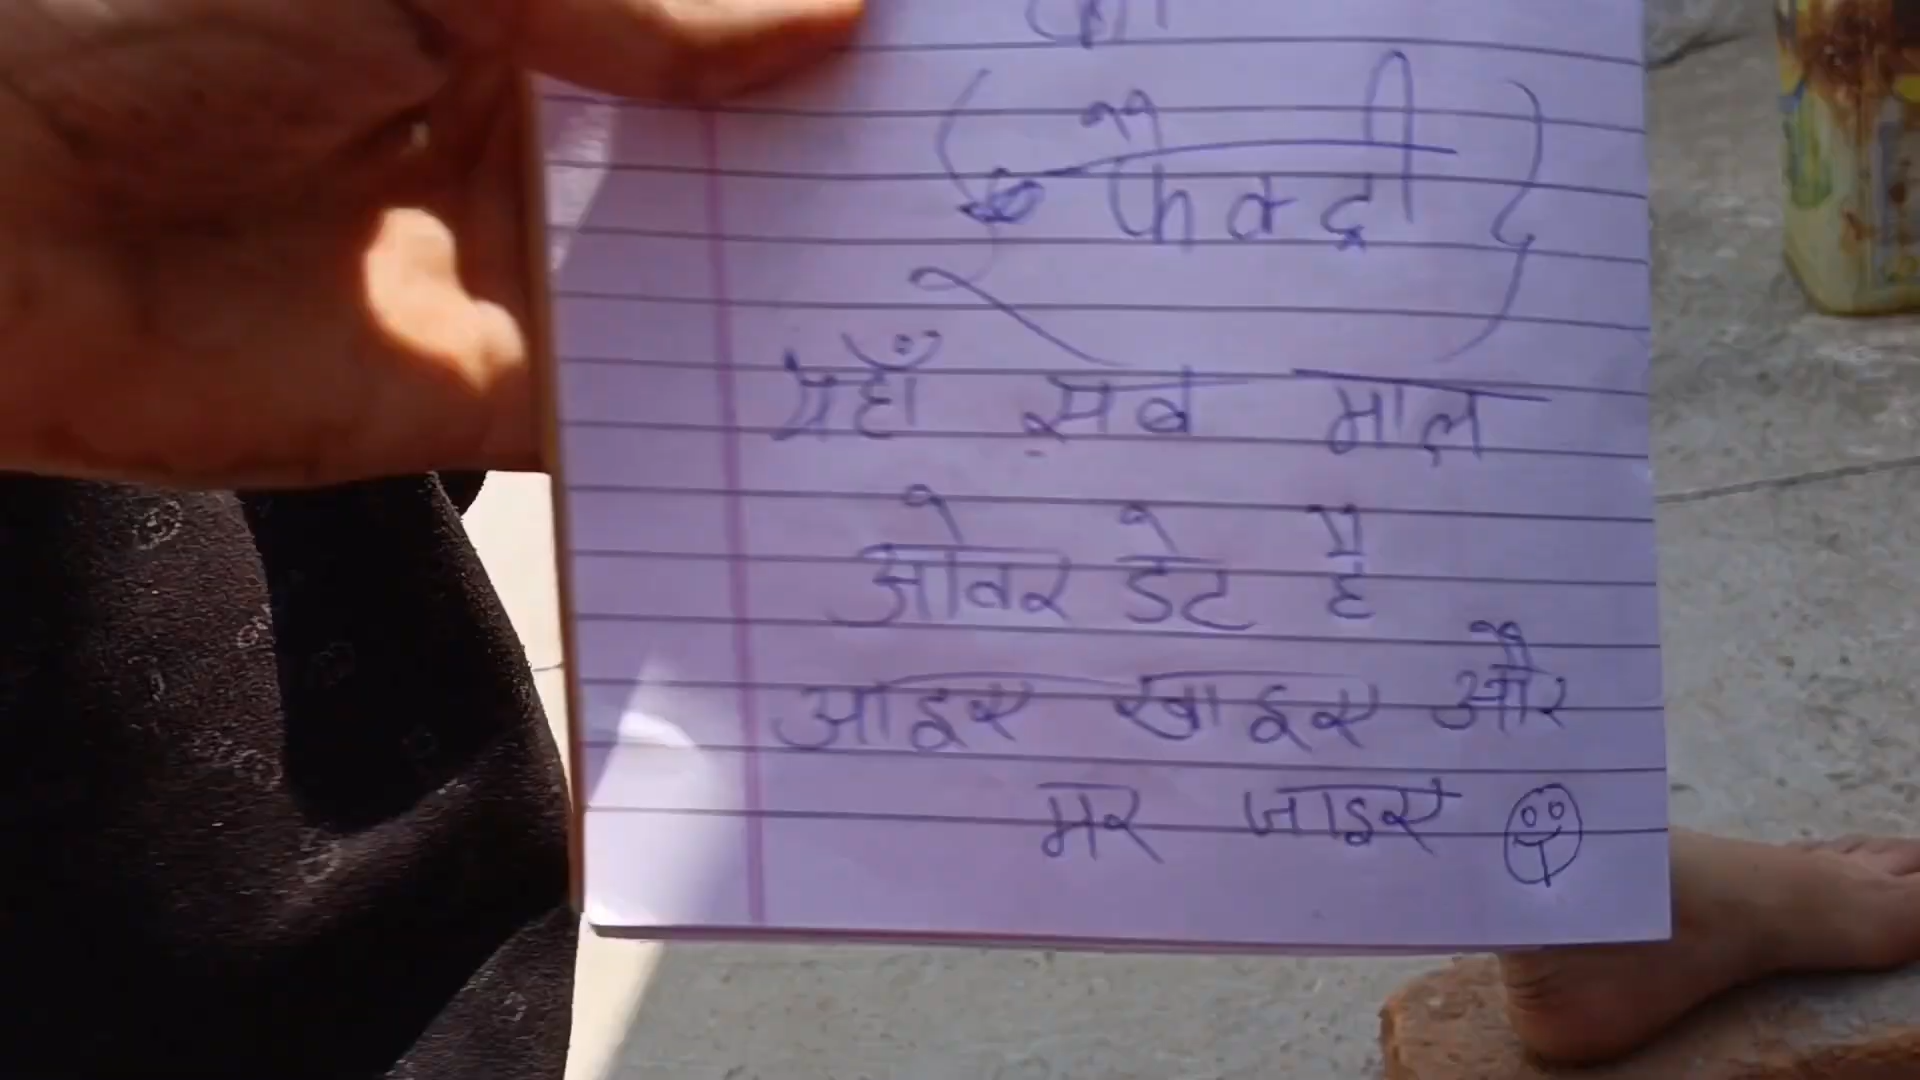 की
फैक्ट्री
यहाँ सब माल
ओवर डेट है
आइए खाइए और
मर जाइए